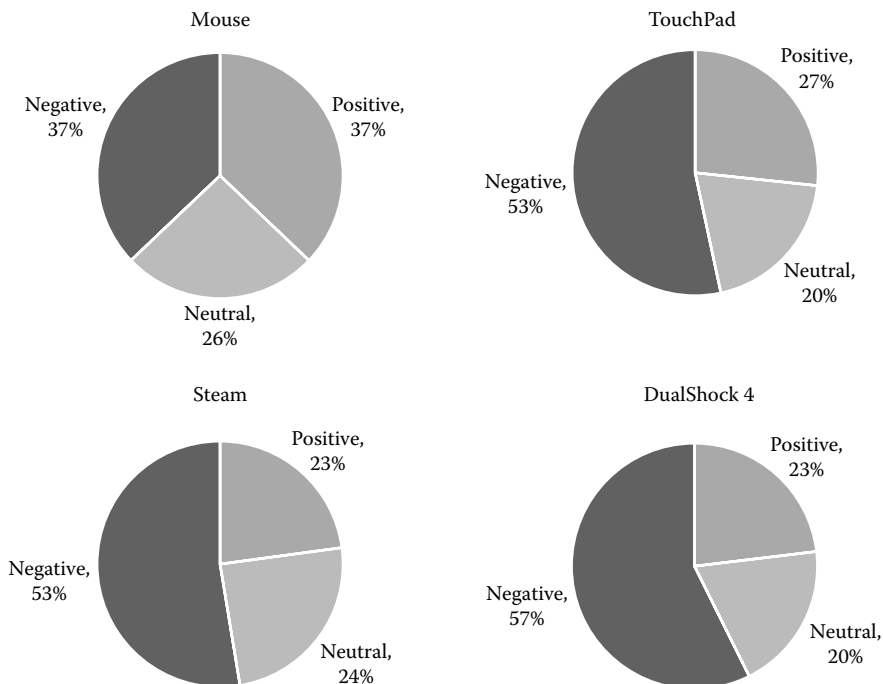 Mouse
Negative,
37%
Positive,
37%
Neutral,
26%
TouchPad
Positive,
27%
Negative,
53%
Neutral,
20%
Steam
Positive,
23%
Negative,
53%
Neutral,
24%
DualShock 4
Positive,
23%
Negative,
57%
Neutral,
20%